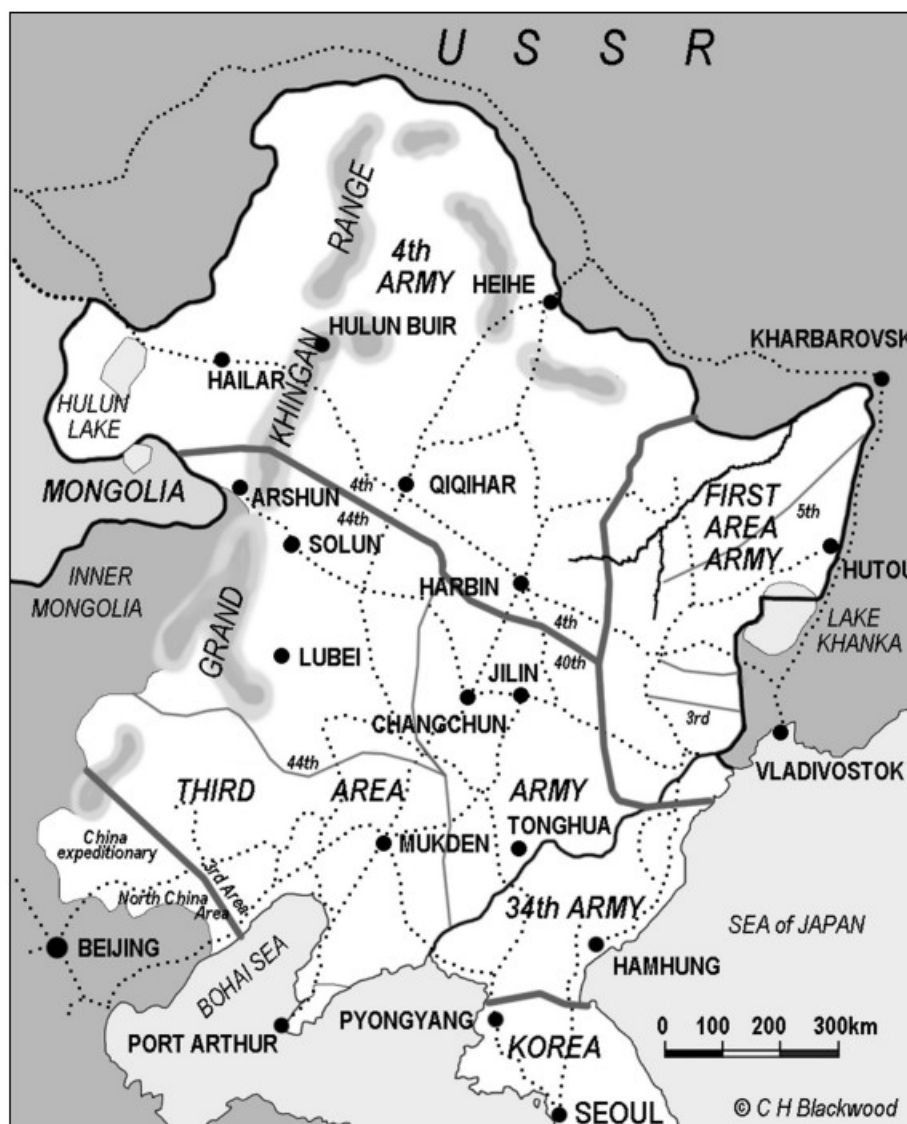 U S S R
RANGE
4th
ARMY
HEIHE
HULUN BUIR
KHARBAROVSK
HAILAR
KHINGAN
HULUN
LAKE
MONGOLIA
ARSHUN
4th
44th
QIQIHAR
FIRST
AREA
ARMY
5th
SOLUN
HUTOU
INNER
MONGOLIA
HARBIN
GRAND
4th
40th
LAKE
KHANKA
LUBEI
JILIN
CHANGCHUN
3rd
44th
VLADIVOSTOK
THIRD AREA ARMY
MUKDEN
TONGHUA
China
expeditionary
3rd Area
North China
Area
34th ARMY
SEA of JAPAN
BEIJING
BOHAI SEA
HAMHUNG
PORT ARTHUR
PYONGYANG
KOREA
0 100 200 300km
SEOUL
© C H Blackwood